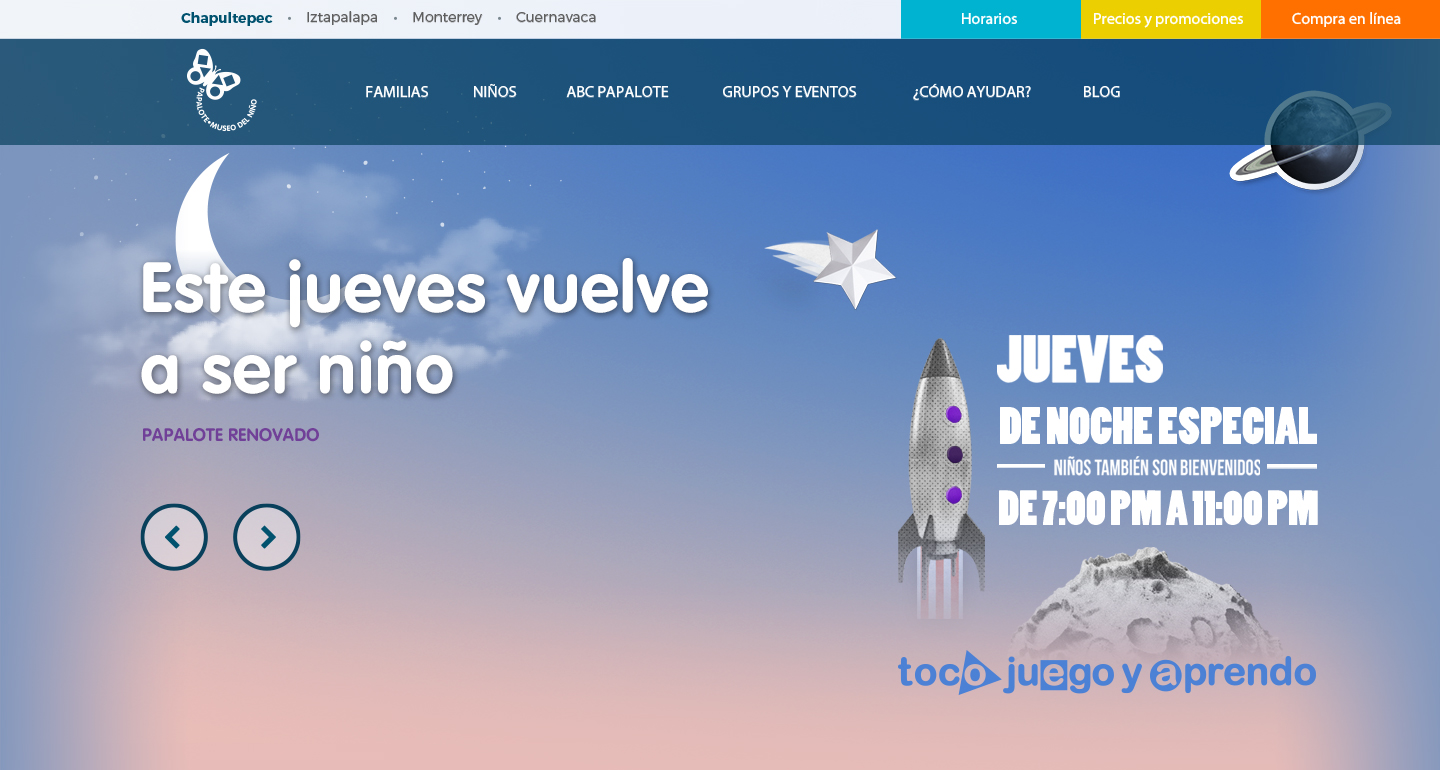 Chapultepec • Iztapalapa • Monterrey • Cuernavaca
Horarios
Precios y promociones
Compra en línea
PAPALOTE•MUSEO DEL NIÑO
FAMILIAS
NIÑOS
ABC PAPALOTE
GRUPOS Y EVENTOS
¿CÓMO AYUDAR?
BLOG
Este jueves vuelve
a ser niño
PAPALOTE RENOVADO
JUEVES
DE NOCHE ESPECIAL
NIÑOS TAMBIÉN SON BIENVENIDOS
DE 7:00 PM A 11:00 PM
toco juego y aprendo